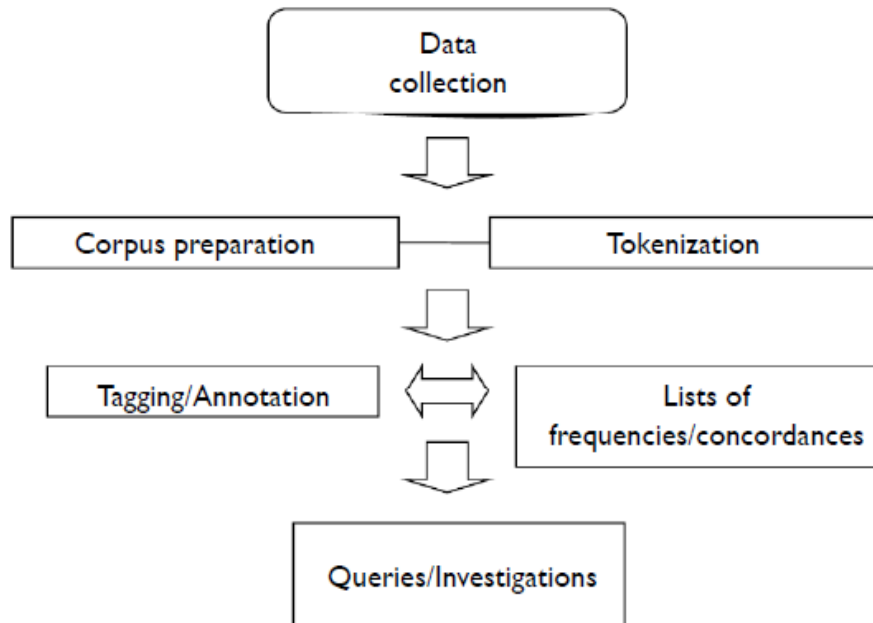 Data
collection
Corpus preparation
Tokenization
Tagging/Annotation
Lists of
frequencies/concordances
Queries/Investigations